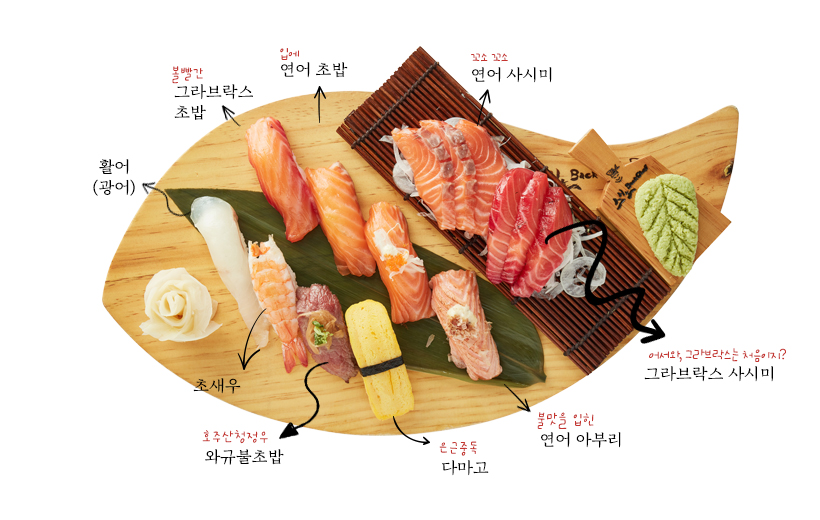 볼빨간
그라브락스
초밥
입에
연어 초밥
꼬소 꼬소
연어 사시미
활어
(광어)
Back
초새우
호주산청정우
와규불초밥
은근중독
다마고
불맛을 입힌
연어 아부리
어서와, 그라브락스는 처음이지?
그라브락스 사시미